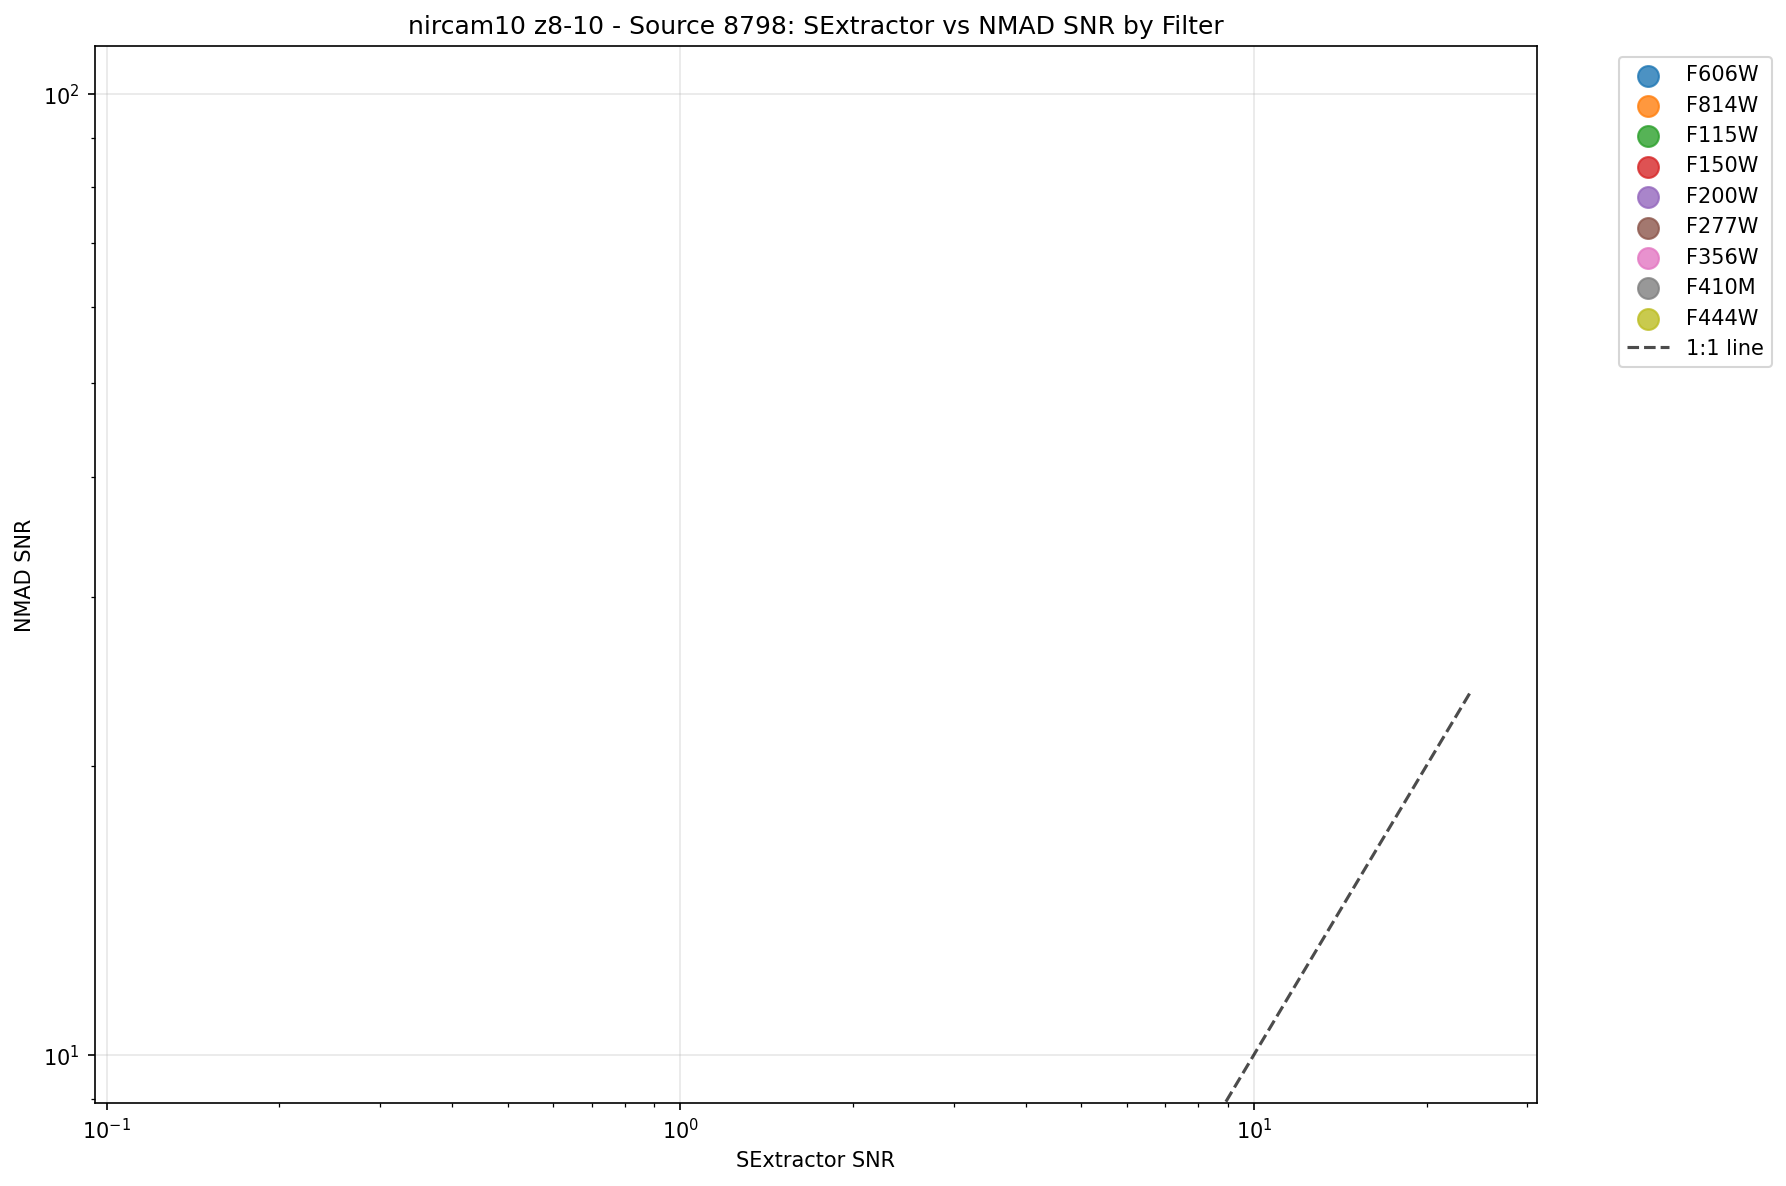 nircam10 z8-10 - Source 8798: SExtractor vs NMAD SNR by Filter
F606W
F814W
F115W
F150W
F200W
F277W
F356W
F410M
F444W
1:1 line
NMAD SNR
10²
10¹
10⁻¹
10⁰
10¹
SExtractor SNR